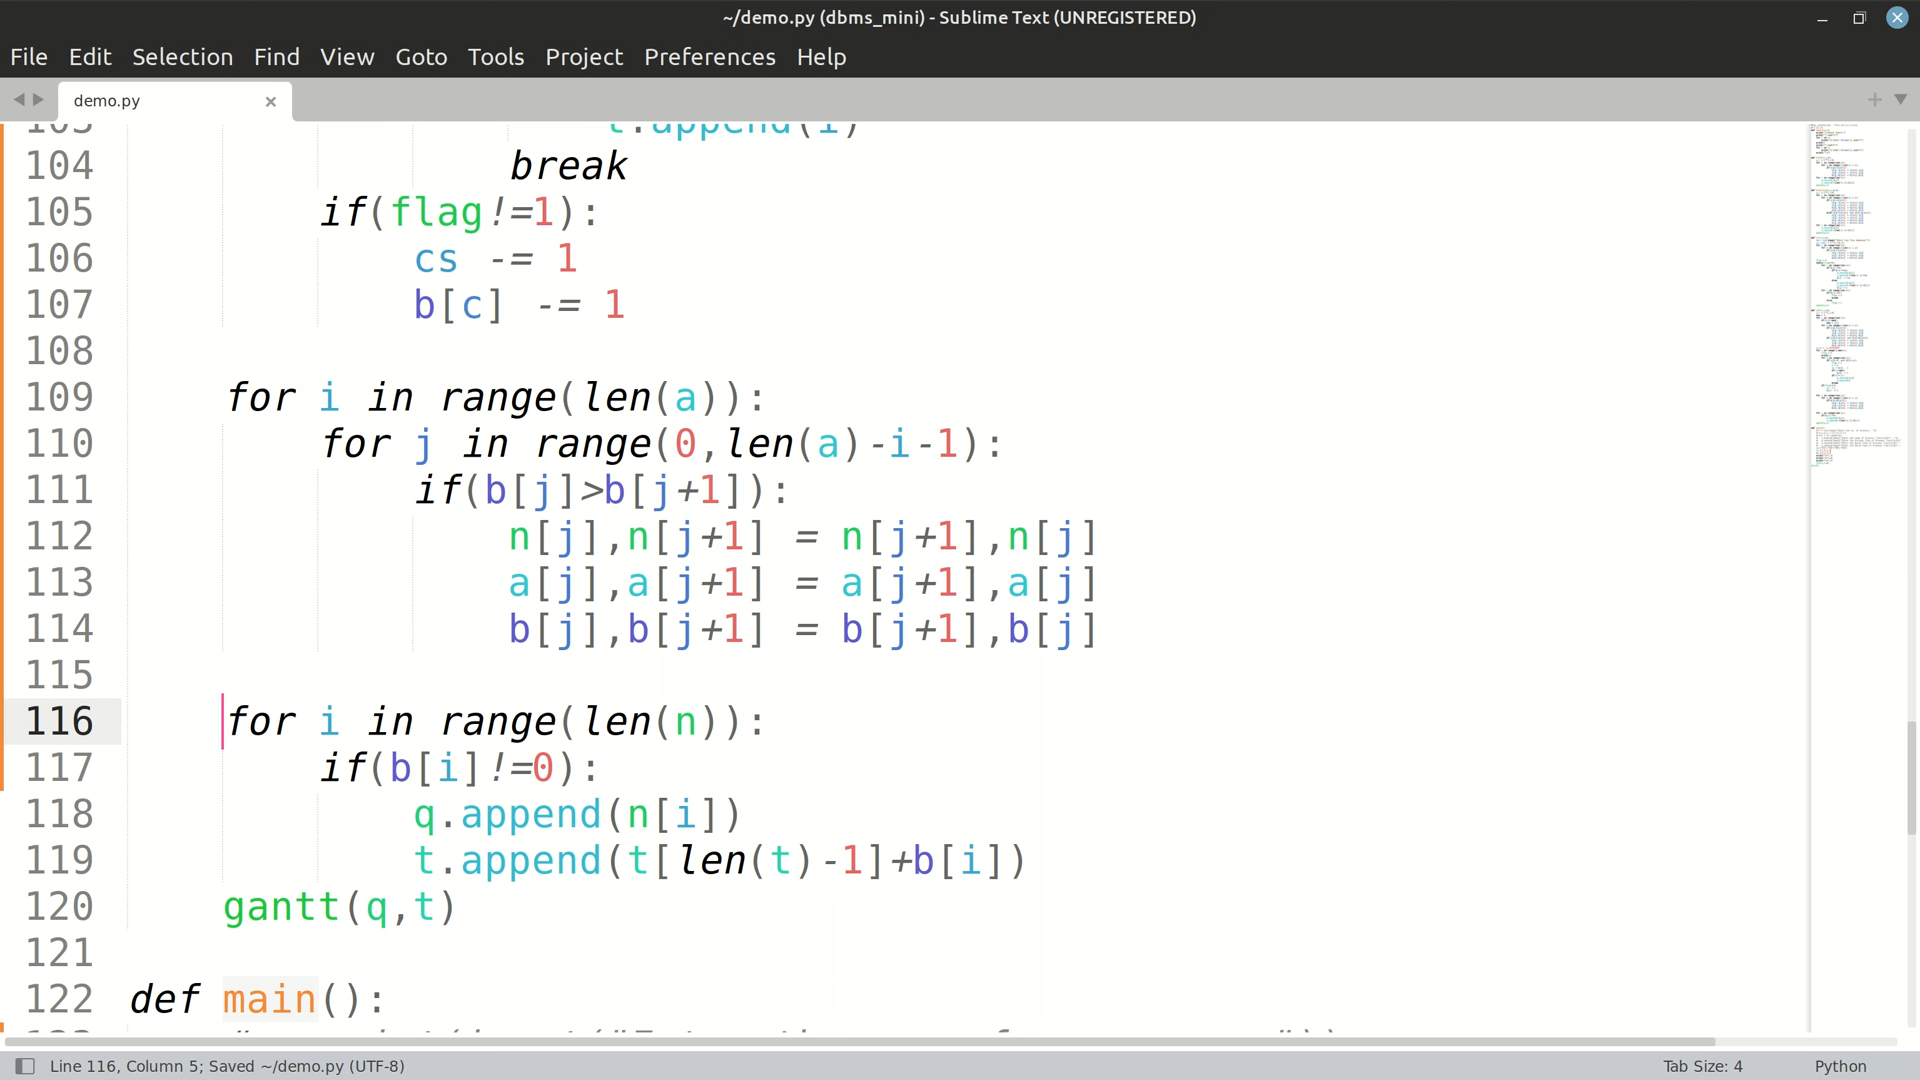 ~/demo.py (dbms_mini) - Sublime Text (UNREGISTERED)
File Edit Selection Find View Goto Tools Project Preferences Help
demo.py
103 t.append(i)
104 break
105 if(flag!=1):
106 cs -= 1
107 b[c] -= 1
108
109 for i in range(len(a)):
110 for j in range(0,len(a)-i-1):
111 if(b[j]>b[j+1]):
112 n[j],n[j+1] = n[j+1],n[j]
113 a[j],a[j+1] = a[j+1],a[j]
114 b[j],b[j+1] = b[j+1],b[j]
115
116 for i in range(len(n)):
117 if(b[i]!=0):
118 q.append(n[i])
119 t.append(t[len(t)-1]+b[i])
120 gantt(q,t)
121
122 def main():
Line 116, Column 5; Saved ~/demo.py (UTF-8) Tab Size: 4 Python